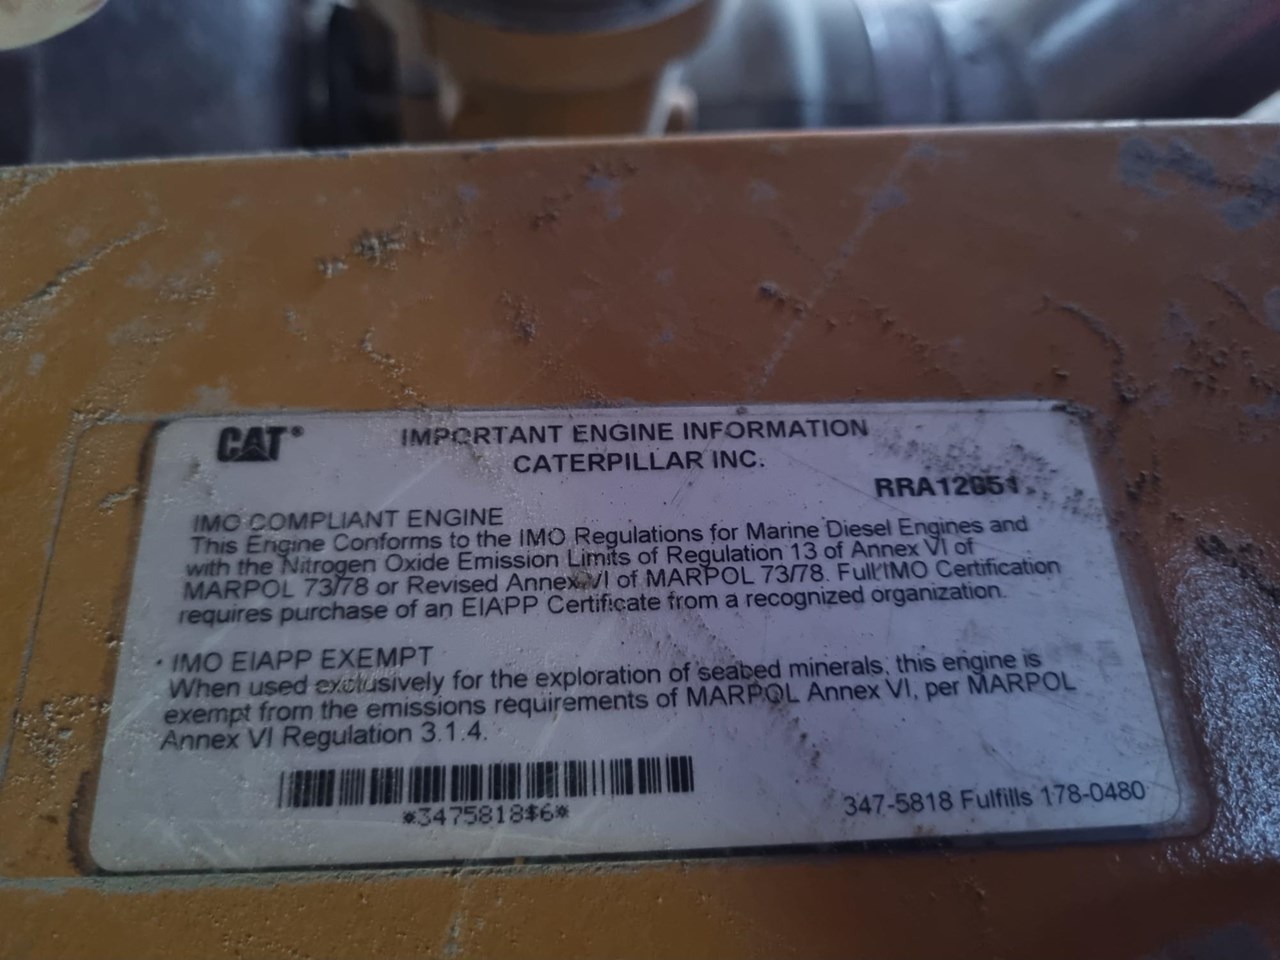 CAT®
IMPORTANT ENGINE INFORMATION
CATERPILLAR INC.
IMO COMPLIANT ENGINE
This Engine Conforms to the IMO Regulations for Marine Diesel Engines and
with the Nitrogen Oxide Emission Limits of Regulation 13 of Annex VI of
MARPOL 73/78 or Revised Annex VI of MARPOL 73/78. Full IMO Certification
requires purchase of an EIAPP Certificate from a recognized organization.
· IMO EIAPP EXEMPT
When used exclusively for the exploration of seabed minerals, this engine is
exempt from the emissions requirements of MARPOL Annex VI, per MARPOL
Annex VI Regulation 3.1.4.
*3475818$6*
347-5818 Fulfills 178-0480